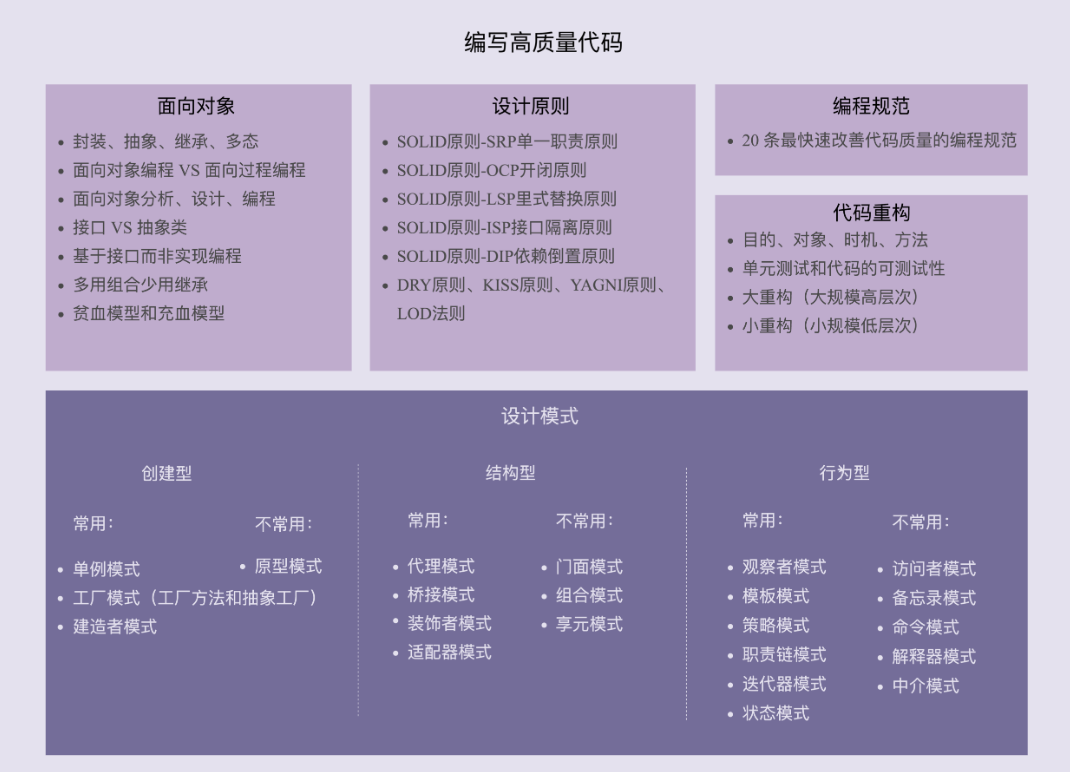 编写高质量代码
面向对象
• 封装、抽象、继承、多态
• 面向对象编程 VS 面向过程编程
• 面向对象分析、设计、编程
• 接口 VS 抽象类
• 基于接口而非实现编程
• 多用组合少用继承
• 贫血模型和充血模型
设计原则
• SOLID原则-SRP单一职责原则
• SOLID原则-OCP开闭原则
• SOLID原则-LSP里式替换原则
• SOLID原则-ISP接口隔离原则
• SOLID原则-DIP依赖倒置原则
• DRY原则、KISS原则、YAGNI原则、
LOD法则
编程规范
• 20 条最快速改善代码质量的编程规范
代码重构
• 目的、对象、时机、方法
• 单元测试和代码的可测试性
• 大重构（大规模高层次）
• 小重构（小规模低层次）
设计模式
创建型
常用：
• 单例模式
• 工厂模式（工厂方法和抽象工厂）
• 建造者模式
不常用：
• 原型模式
结构型
常用：
• 代理模式
• 桥接模式
• 装饰者模式
• 适配器模式
不常用：
• 门面模式
• 组合模式
• 享元模式
行为型
常用：
• 观察者模式
• 模板模式
• 策略模式
• 职责链模式
• 迭代器模式
• 状态模式
不常用：
• 访问者模式
• 备忘录模式
• 命令模式
• 解释器模式
• 中介模式